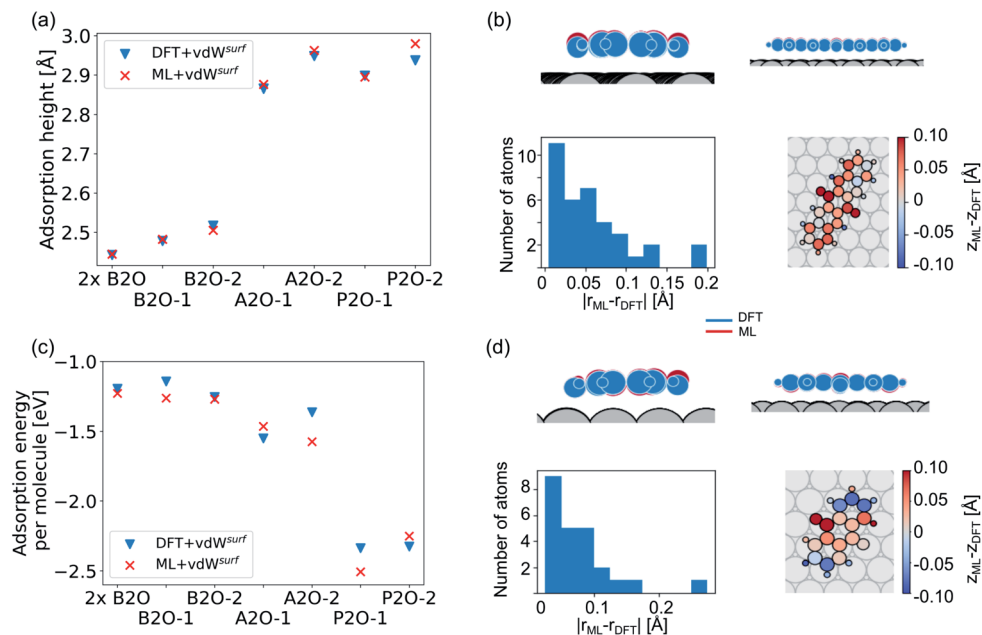 (a)
3.0
2.9
2.8
2.7
2.6
2.5
Adsorption height [Å]
DFT+vdW^surf
ML+vdW^surf
2x B2O
B2O-1
B2O-2
A2O-1
A2O-2
P2O-1
P2O-2
(b)
Number of atoms
10
8
6
4
2
0
0.05
0.1
0.15
0.2
|r_ML-r_DFT| [Å]
0.10
0.05
0
-0.05
-0.10
z_ML-z_DFT [Å]
DFT
ML
(c)
−1.0
−1.5
−2.0
−2.5
Adsorption energy
per molecule [eV]
DFT+vdW^surf
ML+vdW^surf
2x B2O
B2O-1
B2O-2
A2O-1
A2O-2
P2O-1
P2O-2
(d)
Number of atoms
8
6
4
2
0
0.1
0.2
|r_ML-r_DFT| [Å]
0.10
0.05
0
-0.05
-0.10
z_ML-z_DFT [Å]